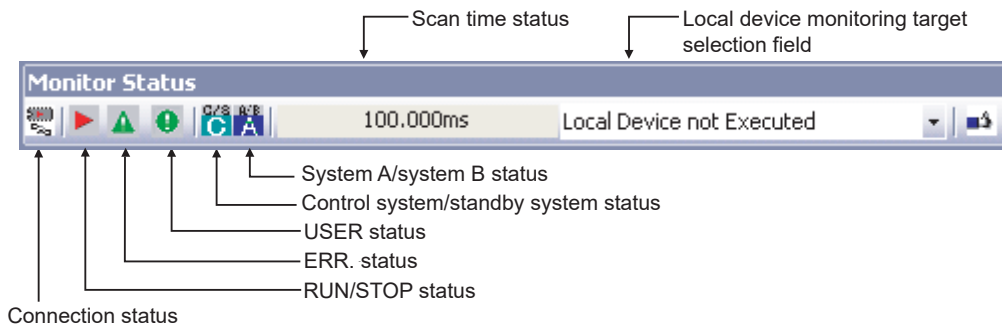 Scan time status
Local device monitoring target
selection field
Monitor Status
C/S A/B
C A
100.000ms
Local Device not Executed
System A/system B status
Control system/standby system status
USER status
ERR. status
RUN/STOP status
Connection status